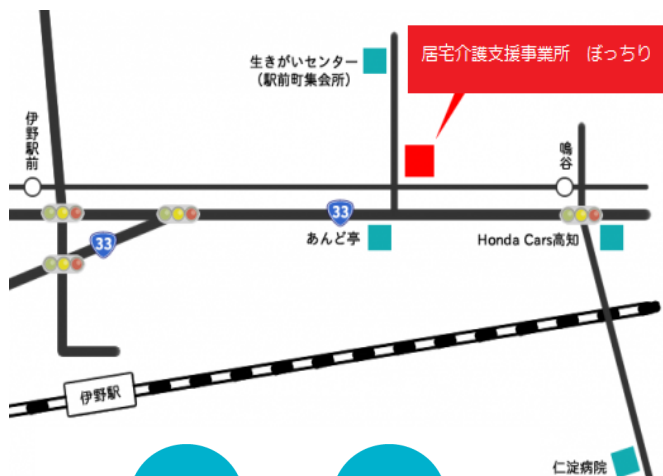 生きがいセンター
(駅前町集会所)
居宅介護支援事業所 ぼっちり
伊野駅前
鳴谷
33
33
あんど亭
Honda Cars高知
伊野駅
仁淀病院